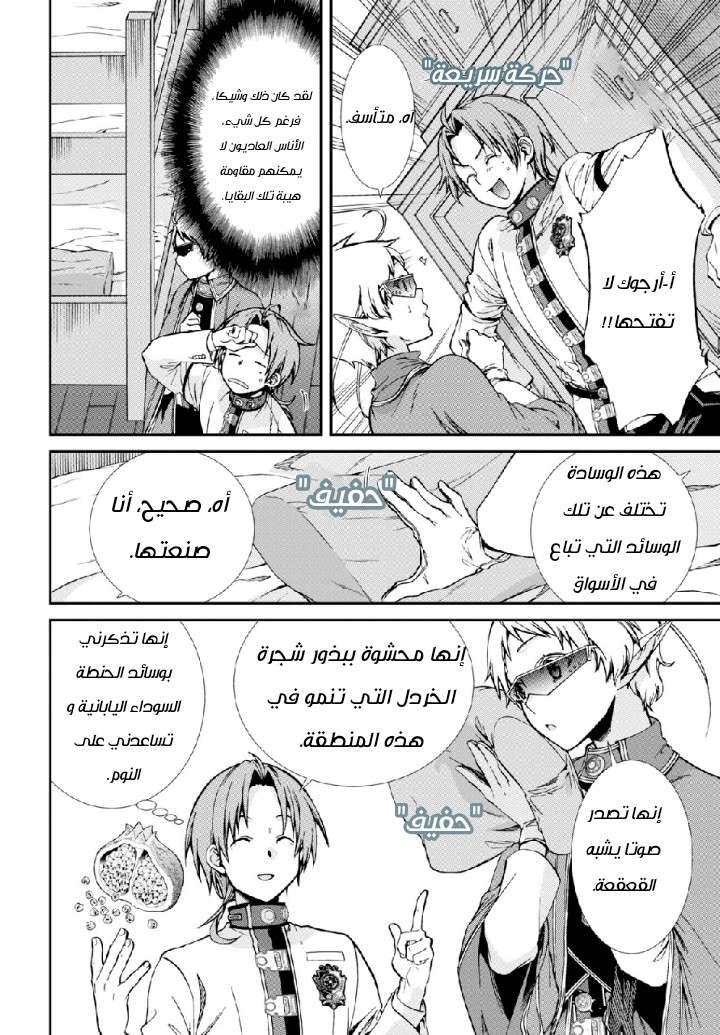 "حركة سريعة"
أ-أرجوك لا
تفتحها!!
آه، متأسف.
لقد كان ذلك وشيكا،
فرغم كل شيء،
الأناس العاديون لا
يمكنهم مقاومة
هيبة تلك البقايا.
هذه الوسادة
تختلف عن تلك
الوسائد التي تباع
في الأسواق
"حفيف"
آه، صحيح، أنا
صنعتها.
إنها تصدر
صوتا يشبه
القعقعة.
"حفيف"
إنها محشوة ببذور شجرة
الخردل التي تنمو في
هذه المنطقة.
إنها تذكرني
بوسائد الحنطة
السوداء اليابانية و
تساعدني على
النوم.